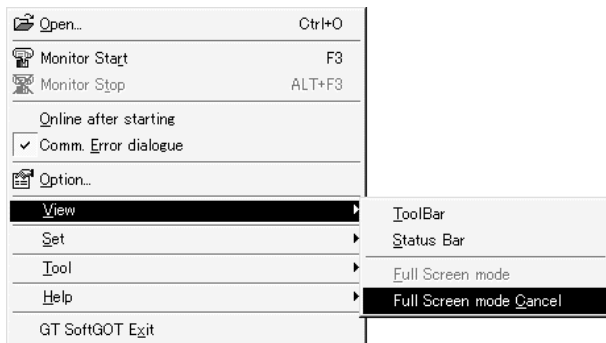 Open... Ctrl+O
Monitor Start F3
Monitor Stop ALT+F3
Online after starting
Comm. Error dialogue
Option...
View
Set
Tool
Help
GT SoftGOT Exit
ToolBar
Status Bar
Full Screen mode
Full Screen mode Cancel